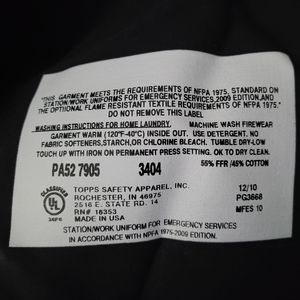 "THIS GARMENT MEETS THE REQUIREMENTS OF NFPA 1975, STANDARD ON
STATION/WORK UNIFORMS FOR EMERGENCY SERVICES,2009 EDITION,AND
THE OPTIONAL FLAME RESISTANT TEXTILE REQUIREMENTS OF NFPA 1975."
DO NOT REMOVE THIS LABEL
WASHING INSTRUCTIONS FOR HOME LAUNDRY. MACHINE WASH FIREWEAR
GARMENT WARM (120°F-40°C) INSIDE OUT. USE DETERGENT. NO
FABRIC SOFTENERS,STARCH,OR CHLORINE BLEACH. TUMBLE DRY-LOW
TOUCH UP WITH IRON ON PERMANENT PRESS SETTING. OK TO DRY CLEAN.
PA52 7905 3404 55% FFR /45% COTTON
CLASSIFIED
UL
TOPPS SAFETY APPAREL, INC. 12/10
ROCHESTER, IN 46975 PG3668
2516 E. STATE RD. 14 MFES 10
RN# 18353
MADE IN USA
STATION/WORK UNIFORM FOR EMERGENCY SERVICES
IN ACCORDANCE WITH NFPA 1975-2009 EDITION.